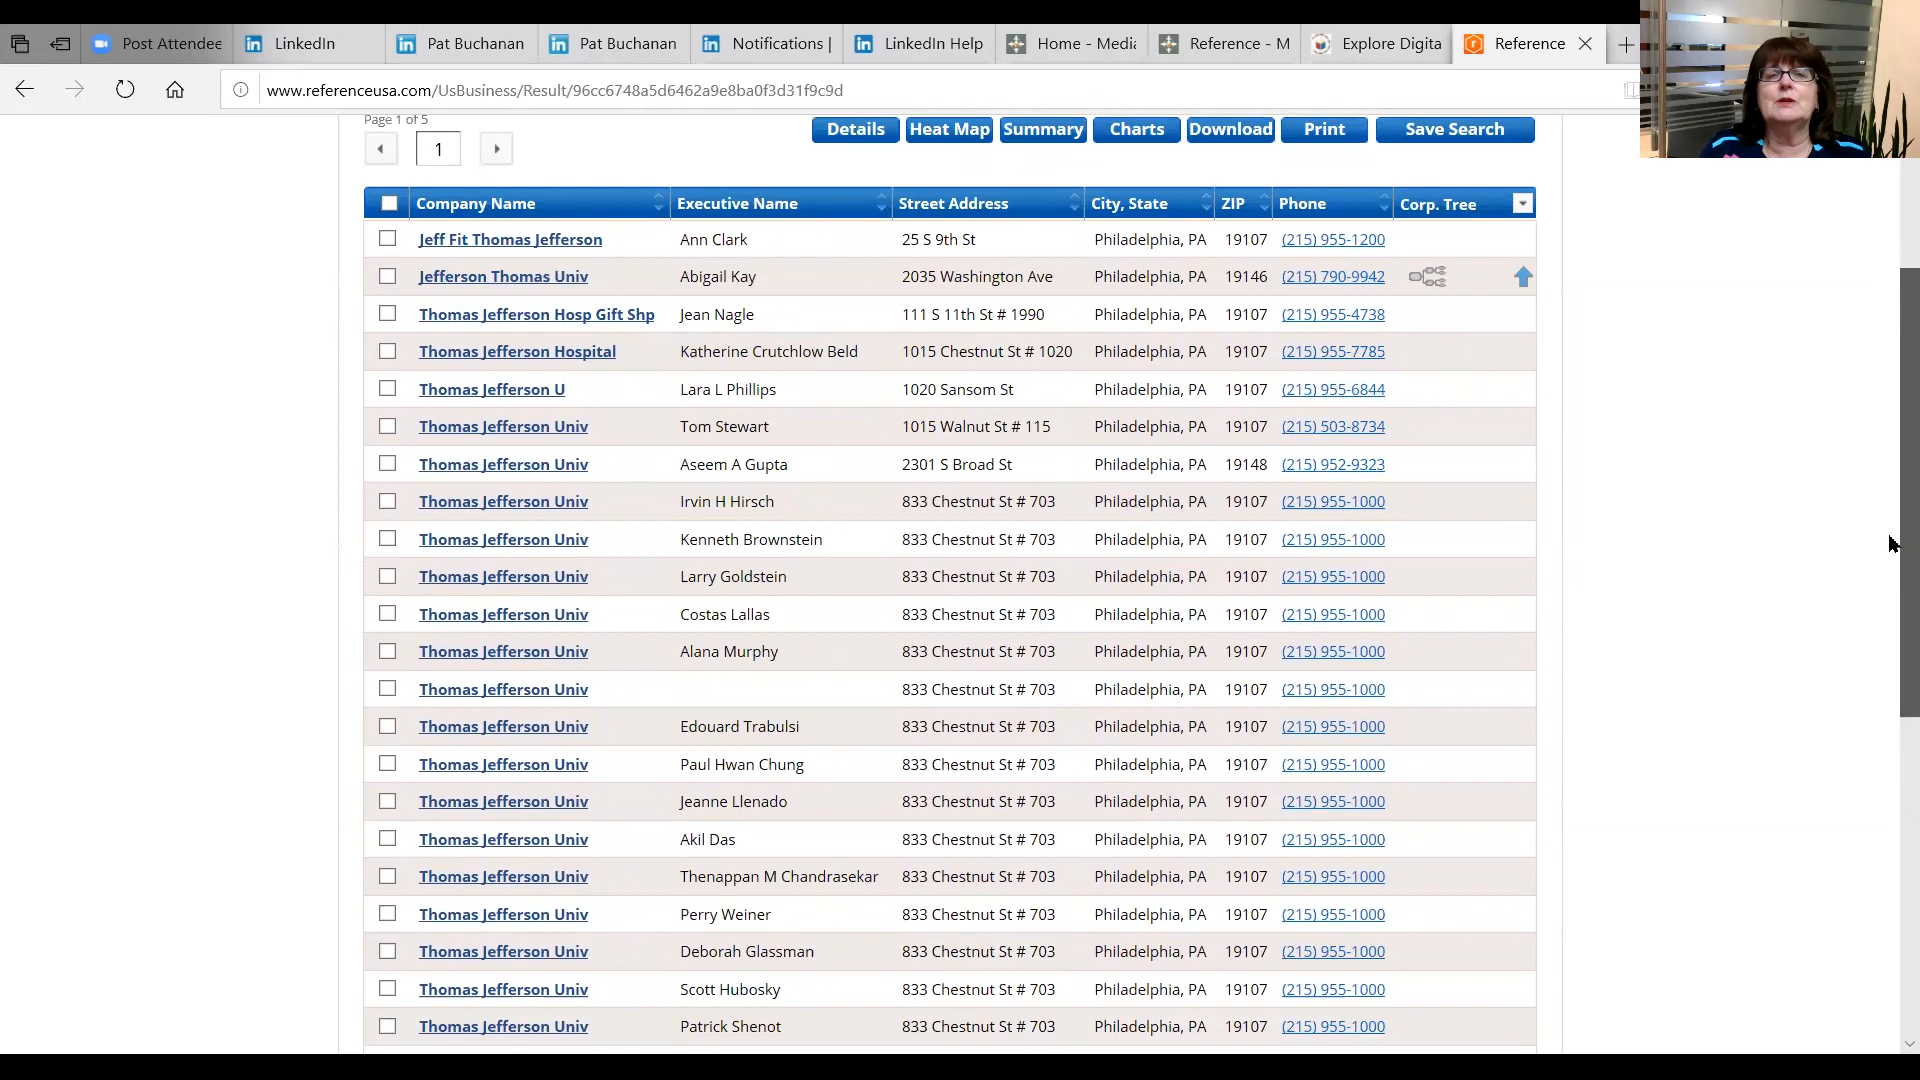 Post Attendee LinkedIn Pat Buchanan Pat Buchanan Notifications | LinkedIn Help Home - Media Reference - M Explore Digita Reference
www.referenceusa.com/UsBusiness/Result/96cc6748a5d6462a9e8ba0f3d31f9c9d
Page 1 of 5
1 Details Heat Map Summary Charts Download Print Save Search
Company Name Executive Name Street Address City, State ZIP Phone Corp. Tree
Jeff Fit Thomas Jefferson Ann Clark 25 S 9th St Philadelphia, PA 19107 (215) 955-1200
Jefferson Thomas Univ Abigail Kay 2035 Washington Ave Philadelphia, PA 19146 (215) 790-9942
Thomas Jefferson Hosp Gift Shp Jean Nagle 111 S 11th St # 1990 Philadelphia, PA 19107 (215) 955-4738
Thomas Jefferson Hospital Katherine Crutchlow Beld 1015 Chestnut St # 1020 Philadelphia, PA 19107 (215) 955-7785
Thomas Jefferson U Lara L Phillips 1020 Sansom St Philadelphia, PA 19107 (215) 955-6844
Thomas Jefferson Univ Tom Stewart 1015 Walnut St # 115 Philadelphia, PA 19107 (215) 503-8734
Thomas Jefferson Univ Aseem A Gupta 2301 S Broad St Philadelphia, PA 19148 (215) 952-9323
Thomas Jefferson Univ Irvin H Hirsch 833 Chestnut St # 703 Philadelphia, PA 19107 (215) 955-1000
Thomas Jefferson Univ Kenneth Brownstein 833 Chestnut St # 703 Philadelphia, PA 19107 (215) 955-1000
Thomas Jefferson Univ Larry Goldstein 833 Chestnut St # 703 Philadelphia, PA 19107 (215) 955-1000
Thomas Jefferson Univ Costas Lallas 833 Chestnut St # 703 Philadelphia, PA 19107 (215) 955-1000
Thomas Jefferson Univ Alana Murphy 833 Chestnut St # 703 Philadelphia, PA 19107 (215) 955-1000
Thomas Jefferson Univ 833 Chestnut St # 703 Philadelphia, PA 19107 (215) 955-1000
Thomas Jefferson Univ Edouard Trabulsi 833 Chestnut St # 703 Philadelphia, PA 19107 (215) 955-1000
Thomas Jefferson Univ Paul Hwan Chung 833 Chestnut St # 703 Philadelphia, PA 19107 (215) 955-1000
Thomas Jefferson Univ Jeanne Llenado 833 Chestnut St # 703 Philadelphia, PA 19107 (215) 955-1000
Thomas Jefferson Univ Akil Das 833 Chestnut St # 703 Philadelphia, PA 19107 (215) 955-1000
Thomas Jefferson Univ Thenappan M Chandrasekar 833 Chestnut St # 703 Philadelphia, PA 19107 (215) 955-1000
Thomas Jefferson Univ Perry Weiner 833 Chestnut St # 703 Philadelphia, PA 19107 (215) 955-1000
Thomas Jefferson Univ Deborah Glassman 833 Chestnut St # 703 Philadelphia, PA 19107 (215) 955-1000
Thomas Jefferson Univ Scott Hubosky 833 Chestnut St # 703 Philadelphia, PA 19107 (215) 955-1000
Thomas Jefferson Univ Patrick Shenot 833 Chestnut St # 703 Philadelphia, PA 19107 (215) 955-1000